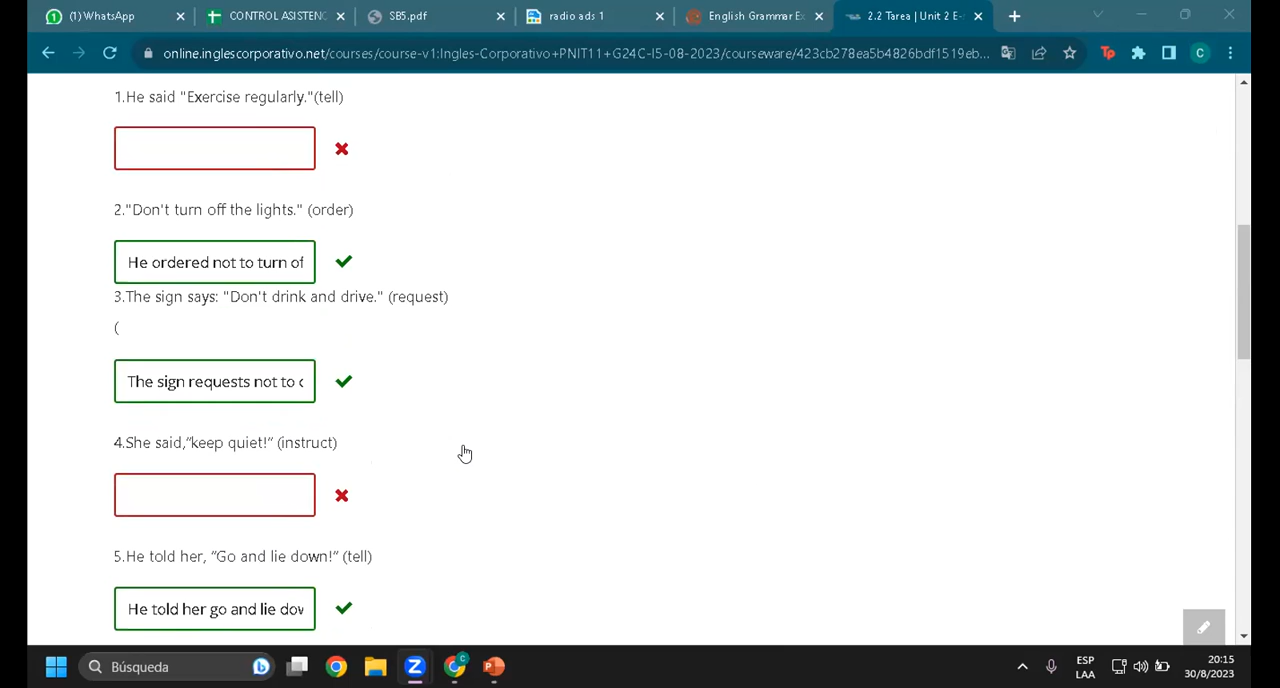 (1) WhatsApp
CONTROL ASISTENC
SB5.pdf
radio ads 1
English Grammar Ex
2.2 Tarea | Unit 2 E-
online.inglescorporativo.net/courses/course-v1:Ingles-Corporativo+PNIT11+G24C-I5-08-2023/courseware/423cb278ea5b4826bdf1519eb...
1.He said "Exercise regularly."(tell)
2."Don't turn off the lights." (order)
He ordered not to turn of
3.The sign says: "Don't drink and drive." (request)
(
The sign requests not to
4.She said,“keep quiet!” (instruct)
5.He told her, “Go and lie down!” (tell)
He told her go and lie dow
Búsqueda
ESP
LAA
20:15
30/8/2023